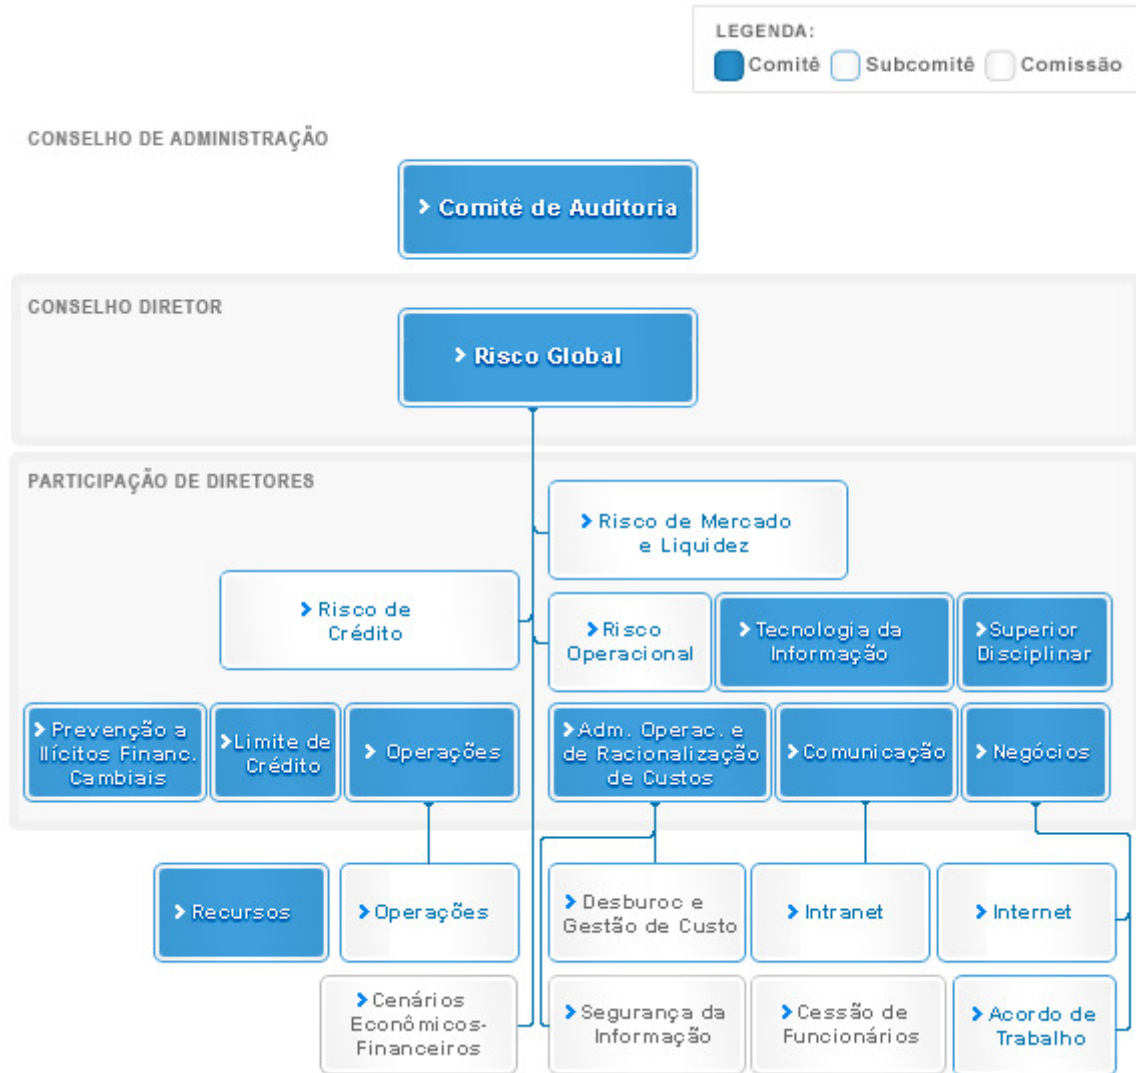 LEGENDA:
Comitê Subcomitê Comissão
CONSELHO DE ADMINISTRAÇÃO
Comitê de Auditoria
CONSELHO DIRETOR
Risco Global
PARTICIPAÇÃO DE DIRETORES
Risco de Mercado
e Liquidez
Risco de
Crédito
Risco
Operacional
Tecnologia da
Informação
Superior
Disciplinar
Prevenção a
Ilícitos Financ.
Cambiais
Limite de
Crédito
Operações
Adm. Operac. e
de Racionalização
de Custos
Comunicação
Negócios
Recursos
Operações
Desburoc e
Gestão de Custo
Intranet
Internet
Cenários
Econômicos-
Financeiros
Segurança da
Informação
Cessão de
Funcionários
Acordo de
Trabalho